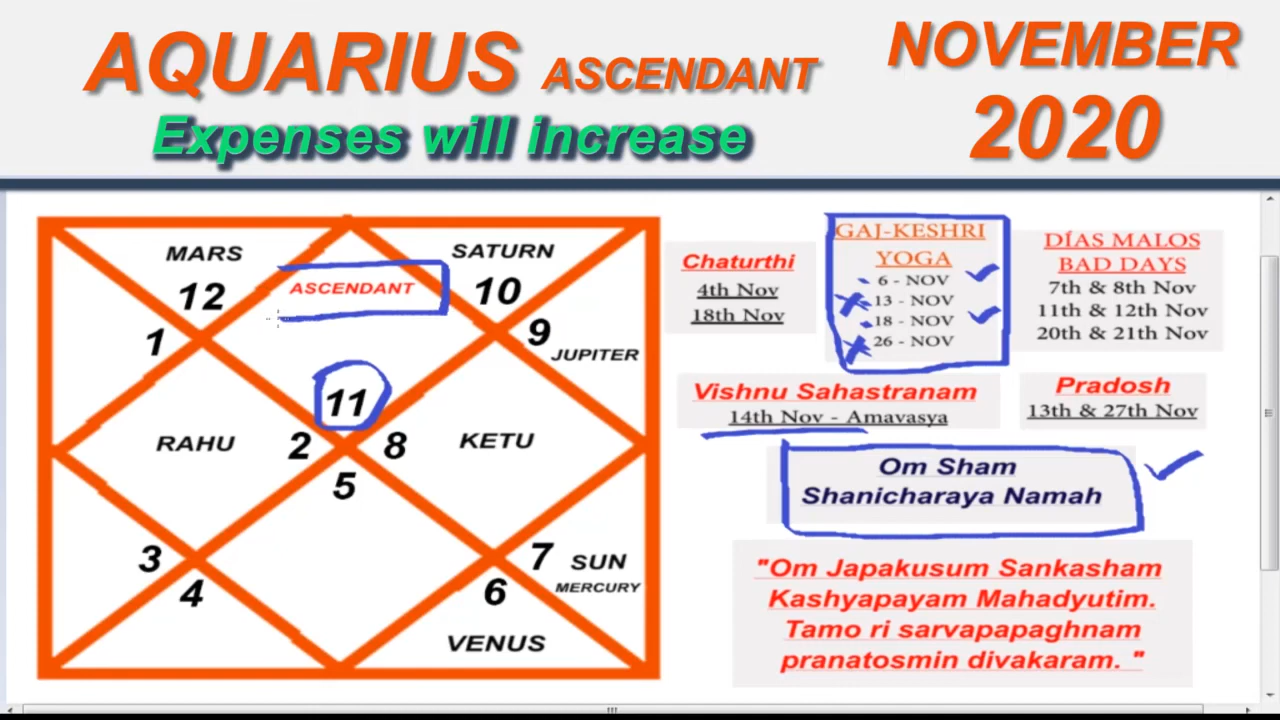 AQUARIUS ASCENDANT
Expenses will increase
NOVEMBER
2020
MARS
12
1
ASCENDANT
SATURN
10
9
JUPITER
11
RAHU
2
8
KETU
5
3
4
7
SUN
MERCURY
6
VENUS
Chaturthi
4th Nov
18th Nov
GAJ-KESHRI
YOGA
6 - NOV
13 - NOV
18 - NOV
26 - NOV
DÍAS MALOS
BAD DAYS
7th & 8th Nov
11th & 12th Nov
20th & 21th Nov
Vishnu Sahastranam
14th Nov - Amavasya
Pradosh
13th & 27th Nov
Om Sham
Shanicharaya Namah
"Om Japakusum Sankasham
Kashyapayam Mahadyutim.
Tamo ri sarvapapaghnam
pranatosmin divakaram. "